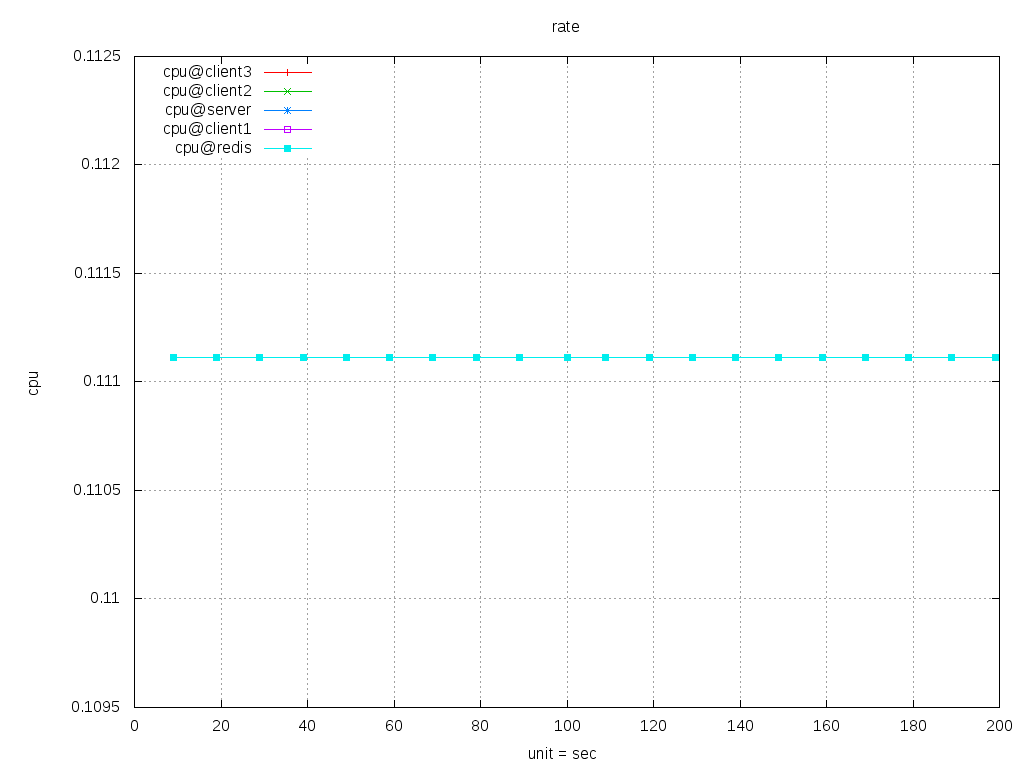 rate
0.1125
0.112
0.1115
0.111
0.1105
0.11
0.1095
cpu
cpu@client3
cpu@client2
cpu@server
cpu@client1
cpu@redis
0 20 40 60 80 100 120 140 160 180 200
unit = sec